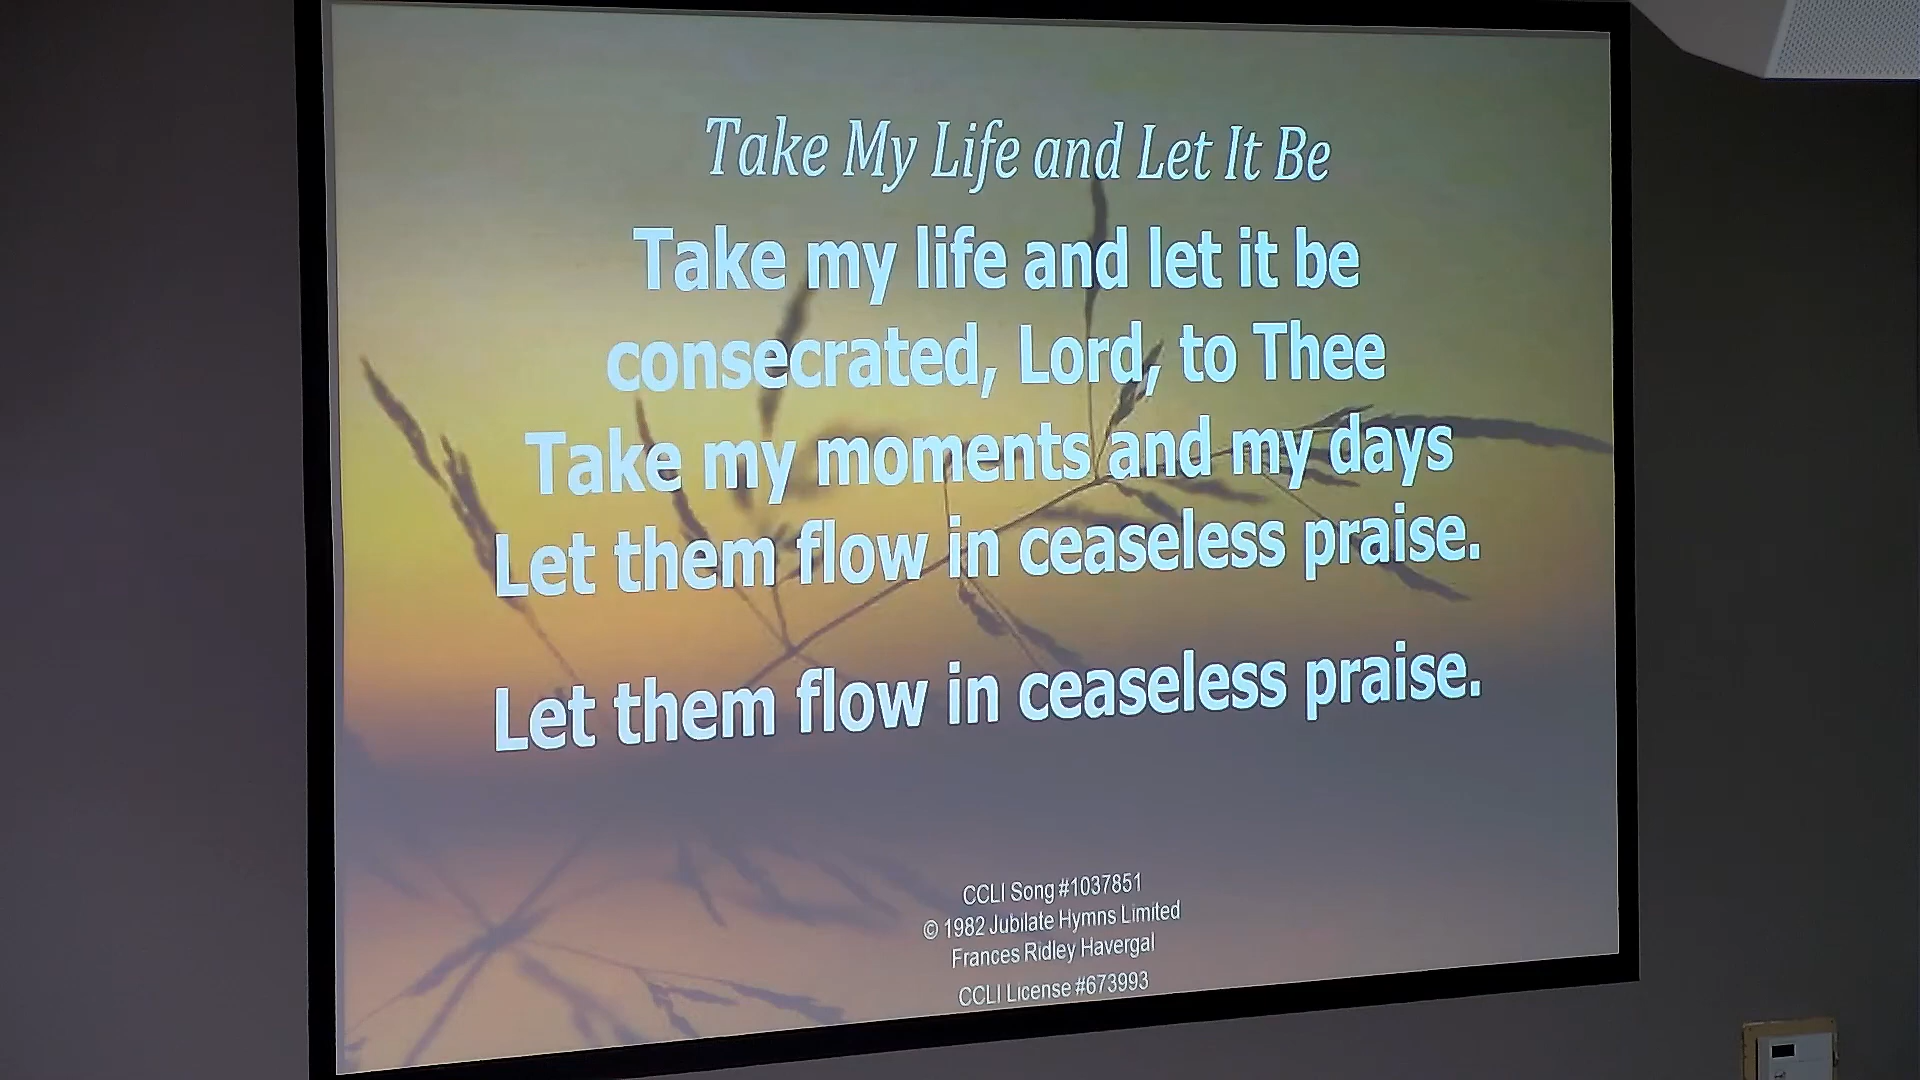 Take My Life and Let It Be
Take my life and let it be
consecrated, Lord, to Thee
Take my moments and my days
Let them flow in ceaseless praise.
Let them flow in ceaseless praise.
CCLI Song #1037851
© 1982 Jubilate Hymns Limited
Frances Ridley Havergal
CCLI License #673993